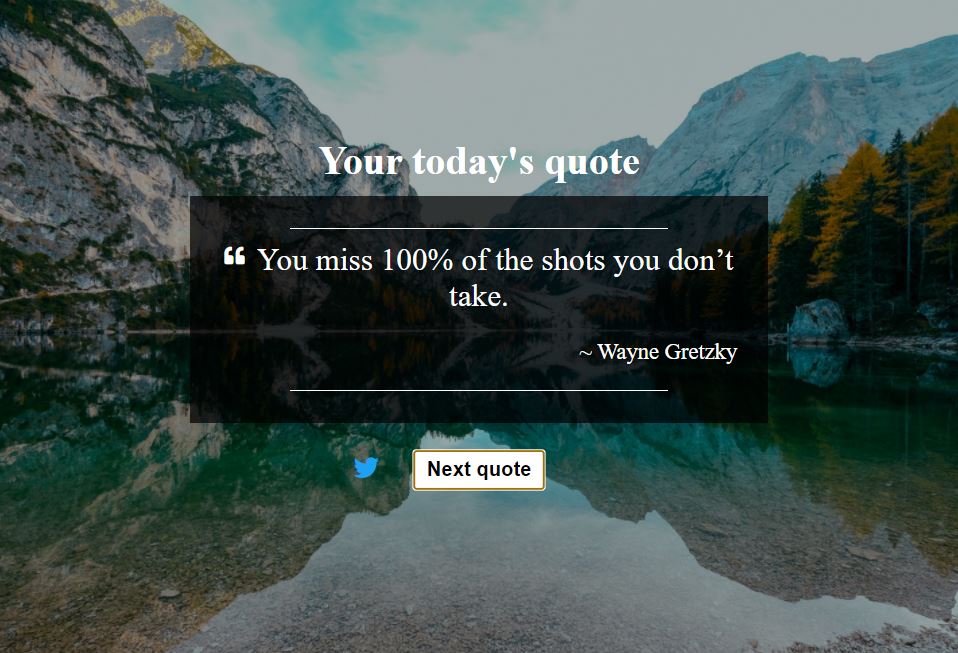 Your today's quote
❝ You miss 100% of the shots you don’t
take.
~ Wayne Gretzky
Next quote